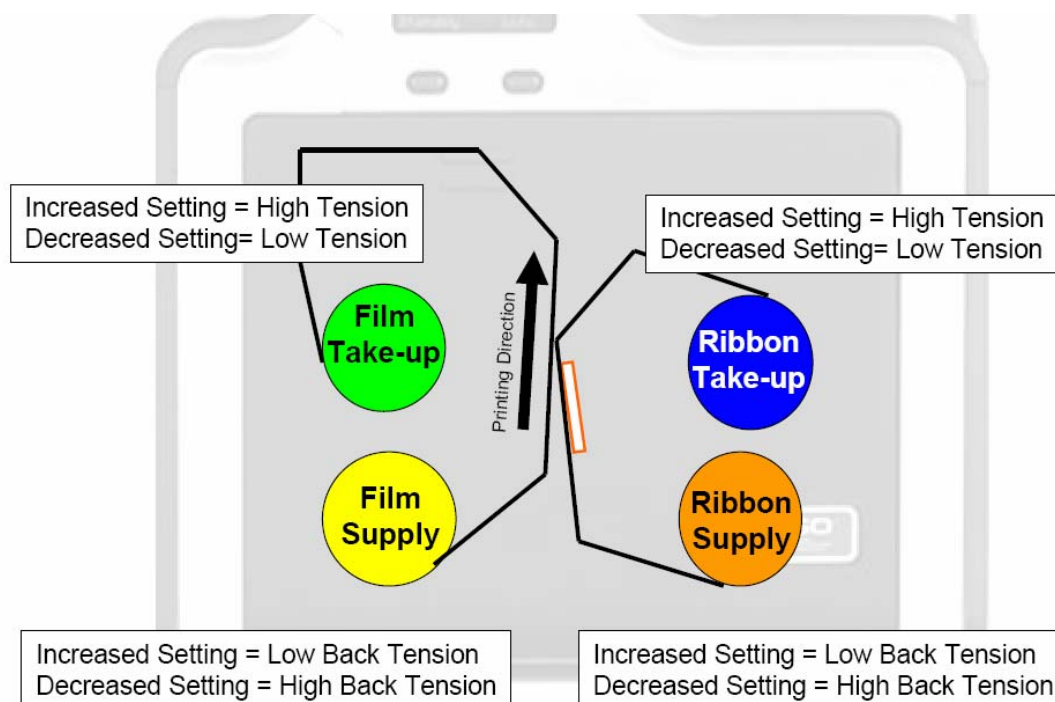 Increased Setting = High Tension
Decreased Setting= Low Tension
Increased Setting = High Tension
Decreased Setting= Low Tension
Film
Take-up
Printing Direction
Ribbon
Take-up
Film
Supply
Ribbon
Supply
Increased Setting = Low Back Tension
Decreased Setting = High Back Tension
Increased Setting = Low Back Tension
Decreased Setting = High Back Tension